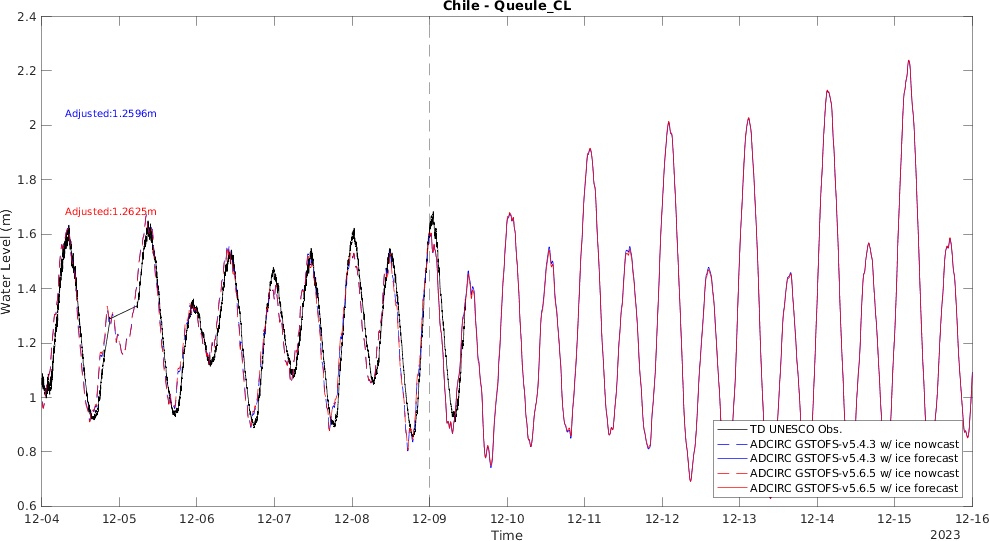 Chile - Queule_CL
2.4
2.2
2
1.8
1.6
1.4
1.2
1
0.8
0.6
Water Level (m)
Adjusted:1.2596m
Adjusted:1.2625m
TD UNESCO Obs.
ADCIRC GSTOFS-v5.4.3 w/ ice nowcast
ADCIRC GSTOFS-v5.4.3 w/ ice forecast
ADCIRC GSTOFS-v5.6.5 w/ ice nowcast
ADCIRC GSTOFS-v5.6.5 w/ ice forecast
12-04 12-05 12-06 12-07 12-08 12-09 12-10 12-11 12-12 12-13 12-14 12-15 12-16
Time
2023